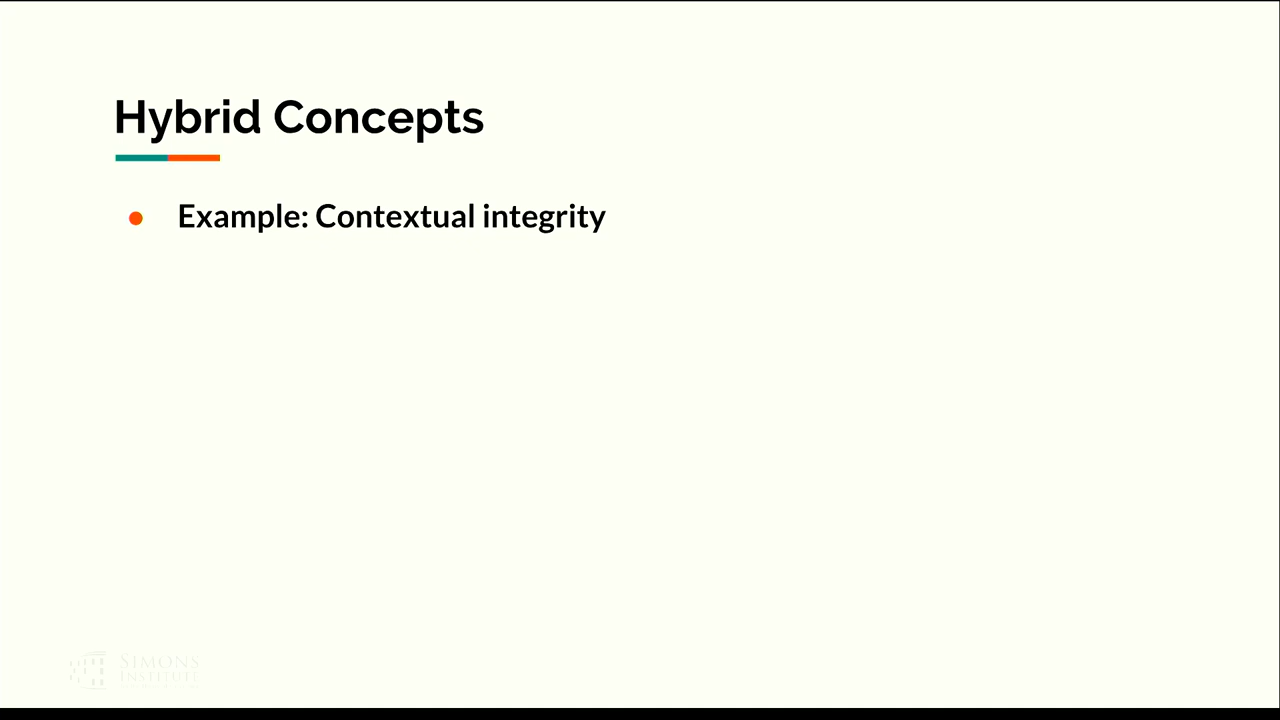 Hybrid Concepts
● Example: Contextual integrity
SIMONS
INSTITUTE